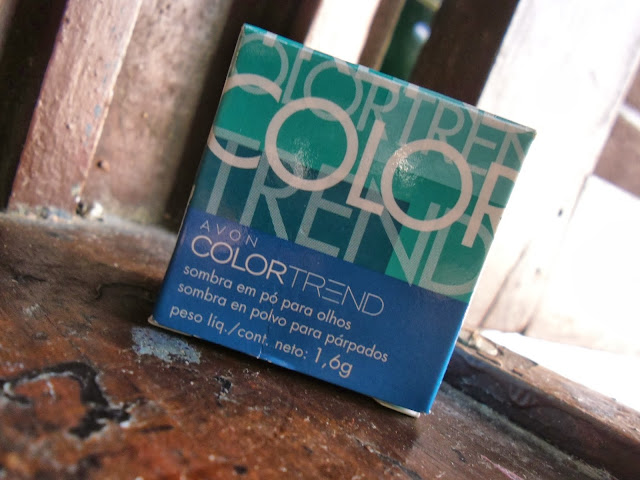 COLORTREND
COLOR
TREND
AVON
COLORTREND
sombra em pó para olhos
sombra en polvo para párpados
peso líq./cont. neto: 1,6g